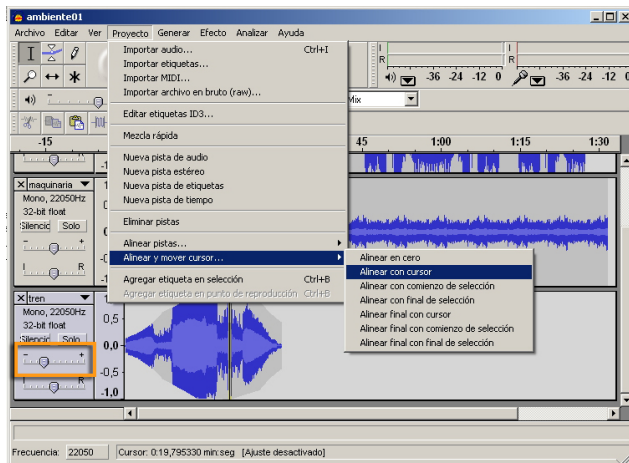 ambiente01
Archivo Editar Ver Proyecto Generar Efecto Analizar Ayuda
Importar audio... Ctrl+I
Importar etiquetas...
Importar MIDI...
Importar archivo en bruto (raw)...
Editar etiquetas ID3...
Mezcla rápida
Nueva pista de audio
Nueva pista estéreo
Nueva pista de etiquetas
Nueva pista de tiempo
Eliminar pistas
Alinear pistas...
Alinear y mover cursor...
Agregar etiqueta en selección Ctrl+B
Agregar etiqueta en punto de reproducción Ctrl+B
Alinear en cero
Alinear con cursor
Alinear con comienzo de selección
Alinear con final de selección
Alinear final con cursor
Alinear final con comienzo de selección
Alinear final con final de selección
R
-36 -24 -12 0
R
-36 -24 -12 0
-15 45 1:00 1:15 1:30
maquinaria
Mono, 22050Hz
32-bit float
Silencio Solo
- +
R
tren
Mono, 22050Hz
32-bit float
Silencio Solo
- +
R
0,5
0,0
-0,5
-1,0
Frecuencia: 22050 Cursor: 0:19,795330 min:seg [Ajuste desactivado]